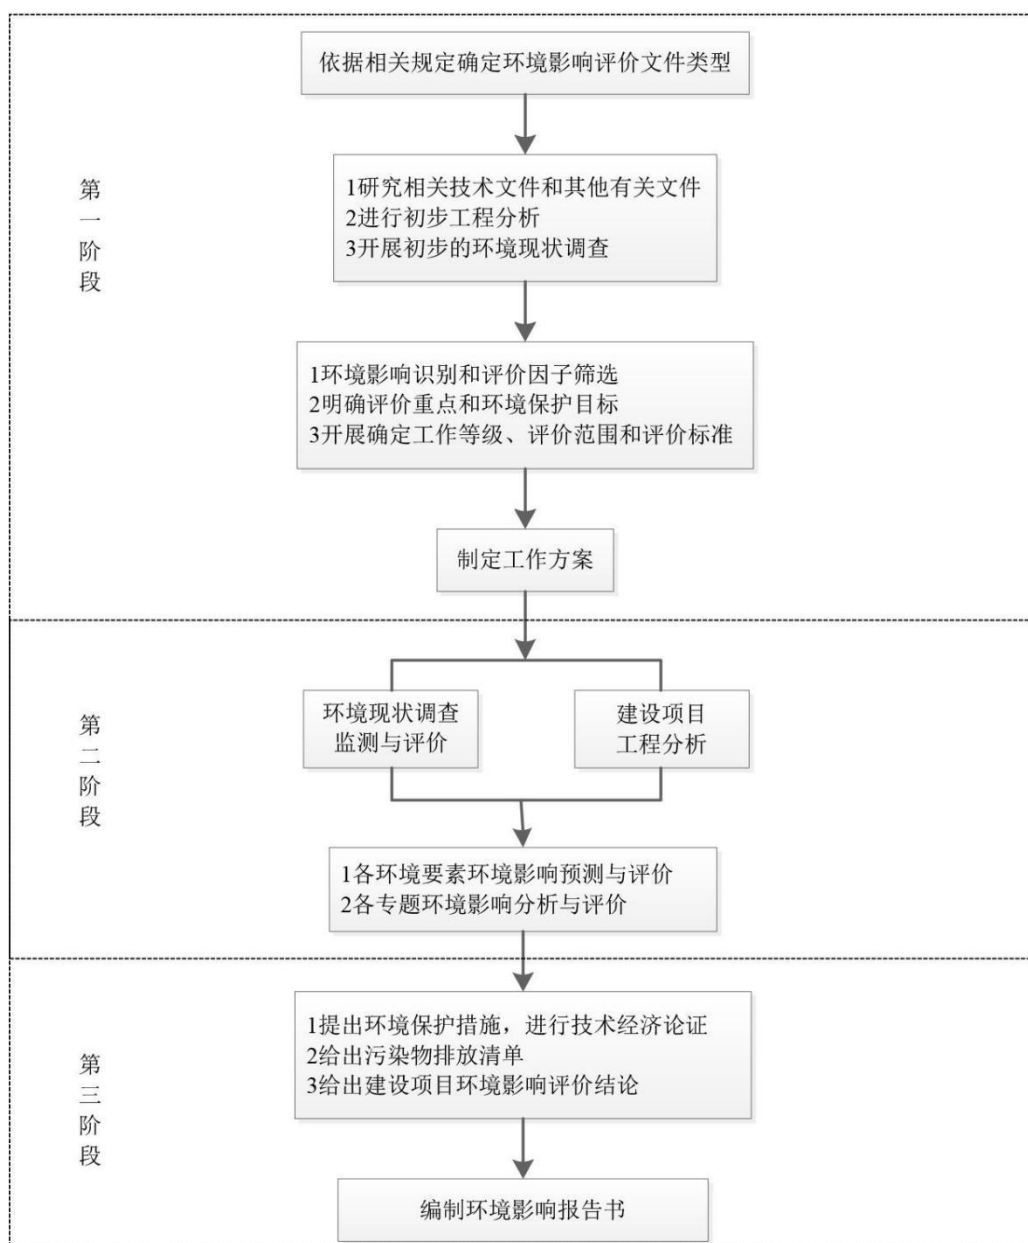 依据相关规定确定环境影响评价文件类型
第一阶段
1研究相关技术文件和其他有关文件
2进行初步工程分析
3开展初步的环境现状调查
1环境影响识别和评价因子筛选
2明确评价重点和环境保护目标
3开展确定工作等级、评价范围和评价标准
制定工作方案
第二阶段
环境现状调查
监测与评价
建设项目
工程分析
1各环境要素环境影响预测与评价
2各专题环境影响分析与评价
第三阶段
1提出环境保护措施，进行技术经济论证
2给出污染物排放清单
3给出建设项目环境影响评价结论
编制环境影响报告书